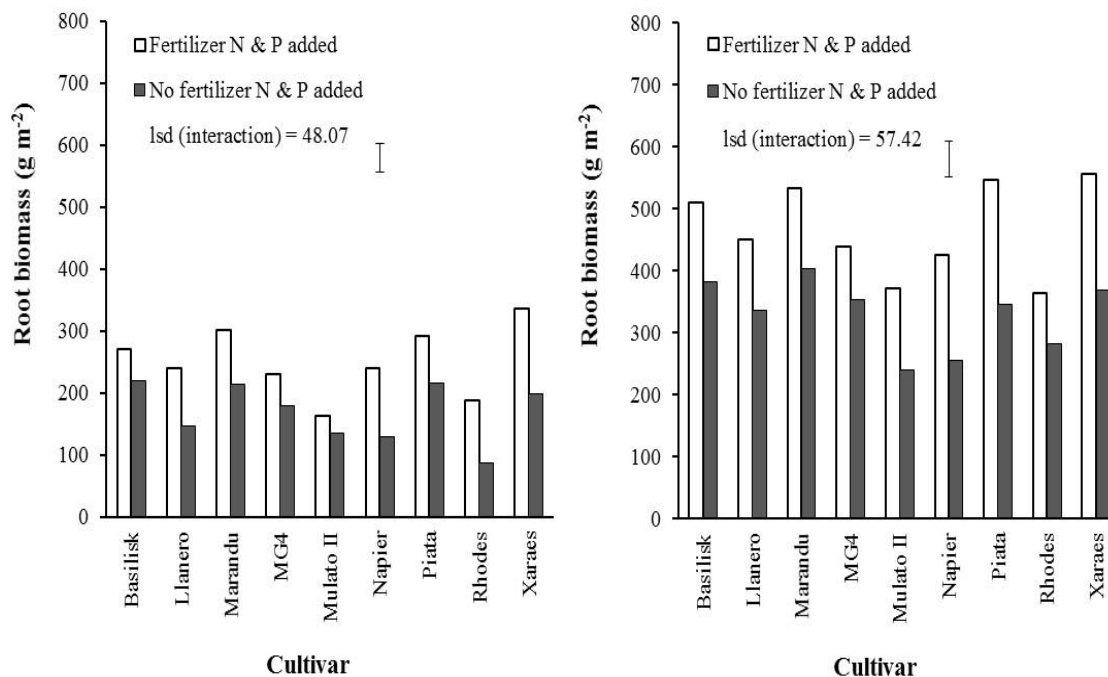 Root biomass (g m-2)
800
700
600
500
400
300
200
100
0
Fertilizer N & P added
No fertilizer N & P added
lsd (interaction) = 48.07
Basilisk
Llanero
Marandu
MG4
Mulato II
Napier
Piata
Rhodes
Xaraes
Cultivar
Root biomass (g m-2)
800
700
600
500
400
300
200
100
0
Fertilizer N & P added
No fertilizer N & P added
lsd (interaction) = 57.42
Basilisk
Llanero
Marandu
MG4
Mulato II
Napier
Piata
Rhodes
Xaraes
Cultivar